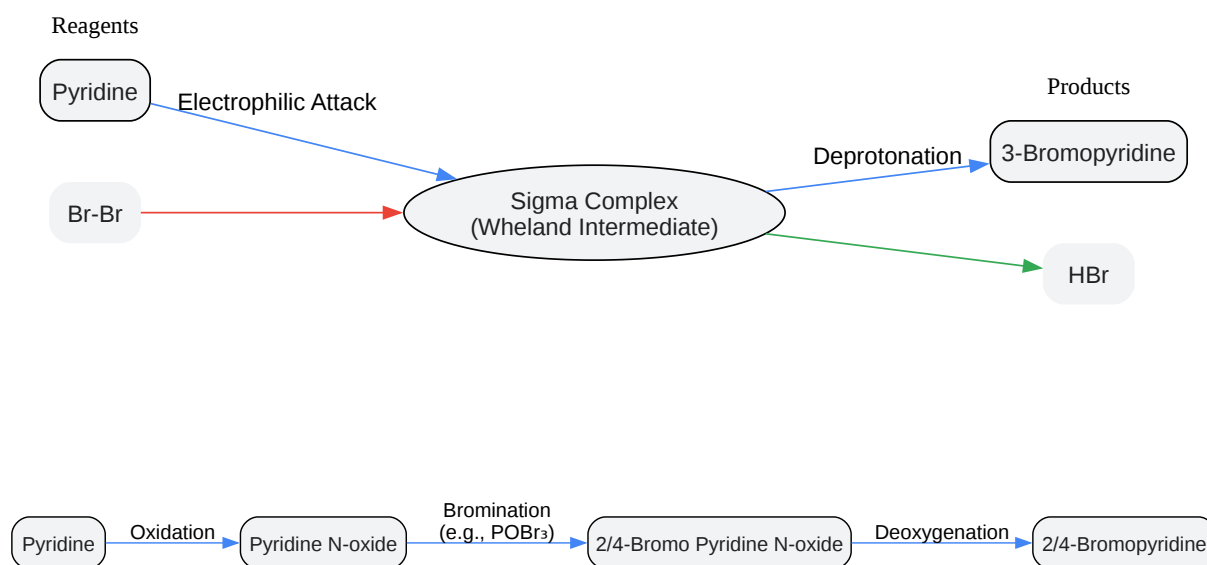 Reagents
Pyridine
Electrophilic Attack
Products
3-Bromopyridine
Deprotonation
Br-Br
Sigma Complex
(Wheland Intermediate)
HBr
Pyridine
Oxidation
Pyridine N-oxide
Bromination
(e.g., POBr₃)
2/4-Bromo Pyridine N-oxide
Deoxygenation
2/4-Bromopyridine